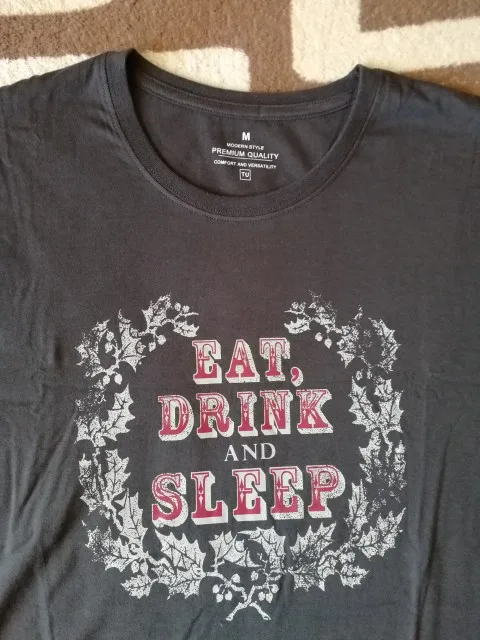 M
MODERN STYLE
PREMIUM QUALITY
COMFORT AND VERSATILITY
TU
EAT,
DRINK
AND
SLEEP